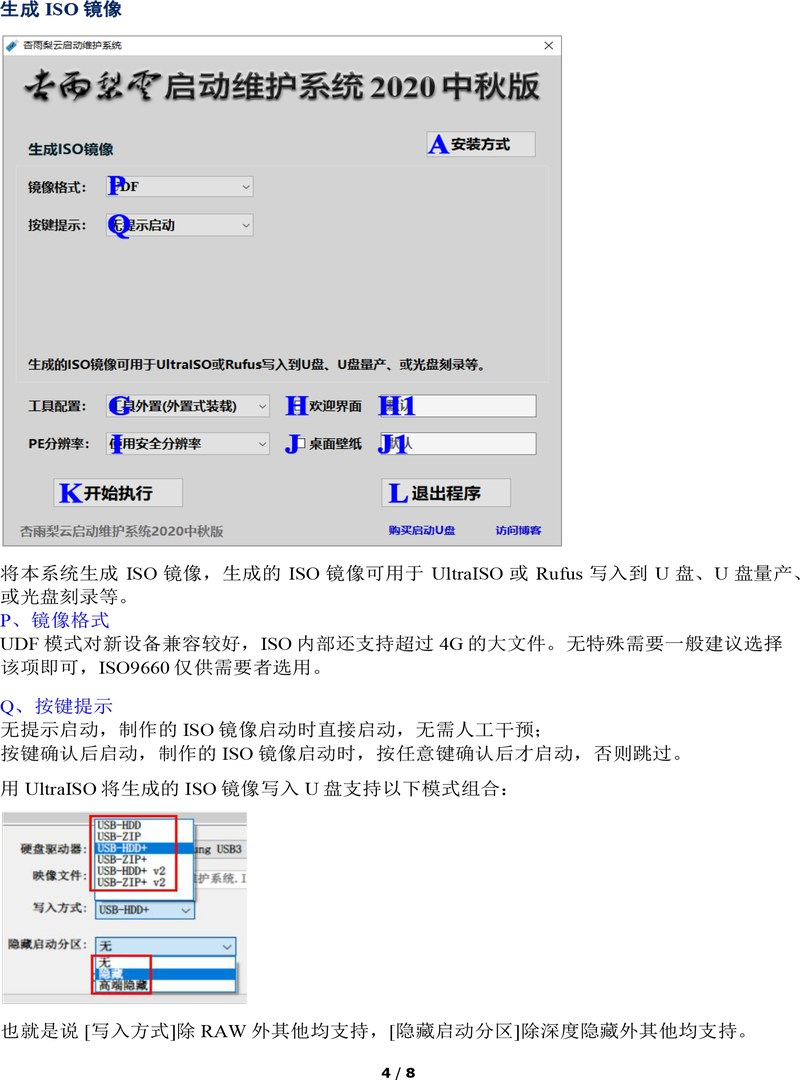 生成 ISO 镜像
杏雨梨云启动维护系统
杏雨梨雲启动维护系统 2020 中秋版
生成ISO镜像
A 安装方式
镜像格式： P DF
按键提示： Q 无提示启动
生成的ISO镜像可用于UltraISO或Rufus写入到U盘、U盘量产、或光盘刻录等。
工具配置： G 工具外置(外置式装载) H 欢迎界面 H1 默认
PE分辨率： I 使用安全分辨率 J 桌面壁纸 J1 默认
K 开始执行 L 退出程序
杏雨梨云启动维护系统2020中秋版 购买启动U盘 访问博客
将本系统生成 ISO 镜像，生成的 ISO 镜像可用于 UltraISO 或 Rufus 写入到 U 盘、U 盘量产、
或光盘刻录等。
P、镜像格式
UDF 模式对新设备兼容较好，ISO 内部还支持超过 4G 的大文件。无特殊需要一般建议选择
该项即可，ISO9660 仅供需要者选用。
Q、按键提示
无提示启动，制作的 ISO 镜像启动时直接启动，无需人工干预；
按键确认后启动，制作的 ISO 镜像启动时，按任意键确认后才启动，否则跳过。
用 UltraISO 将生成的 ISO 镜像写入 U 盘支持以下模式组合：
USB-HDD
USB-ZIP
硬盘驱动器： USB-HDD+ ung USB3
USB-ZIP+
映像文件： USB-HDD+ v2 护系统.I
USB-ZIP+ v2
写入方式： USB-HDD+
隐藏启动分区： 无
无
隐藏
高端隐藏
也就是说 [写入方式]除 RAW 外其他均支持，[隐藏启动分区]除深度隐藏外其他均支持。
4 / 8